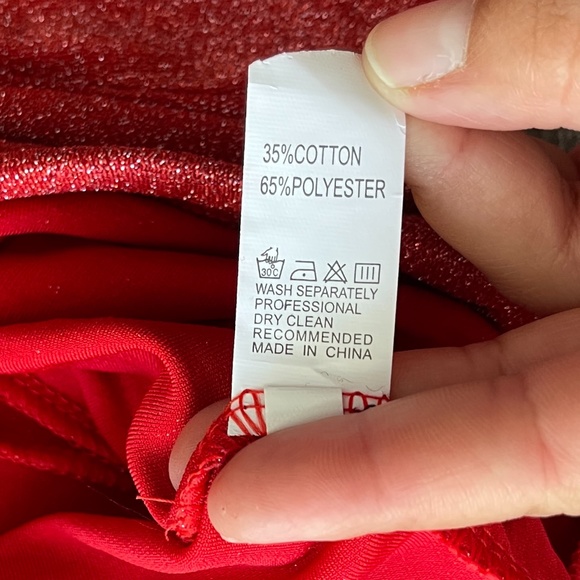 35%COTTON
65%POLYESTER
30°C
WASH SEPARATELY
PROFESSIONAL
DRY CLEAN
RECOMMENDED
MADE IN CHINA